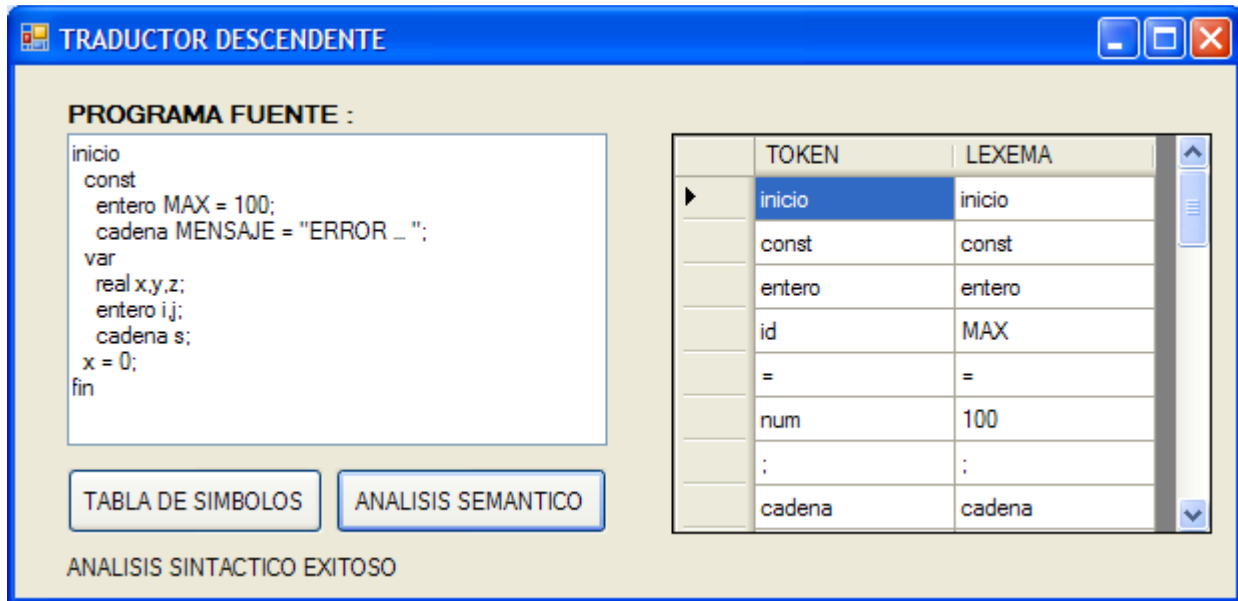 TRADUCTOR DESCENDENTE
PROGRAMA FUENTE :
inicio
const
entero MAX = 100;
cadena MENSAJE = "ERROR ... ";
var
real x,y,z;
entero i,j;
cadena s;
x = 0;
fin
TABLA DE SIMBOLOS
ANALISIS SEMANTICO
ANALISIS SINTACTICO EXITOSO
TOKEN LEXEMA
inicio inicio
const const
entero entero
id MAX
= =
num 100
; ;
cadena cadena